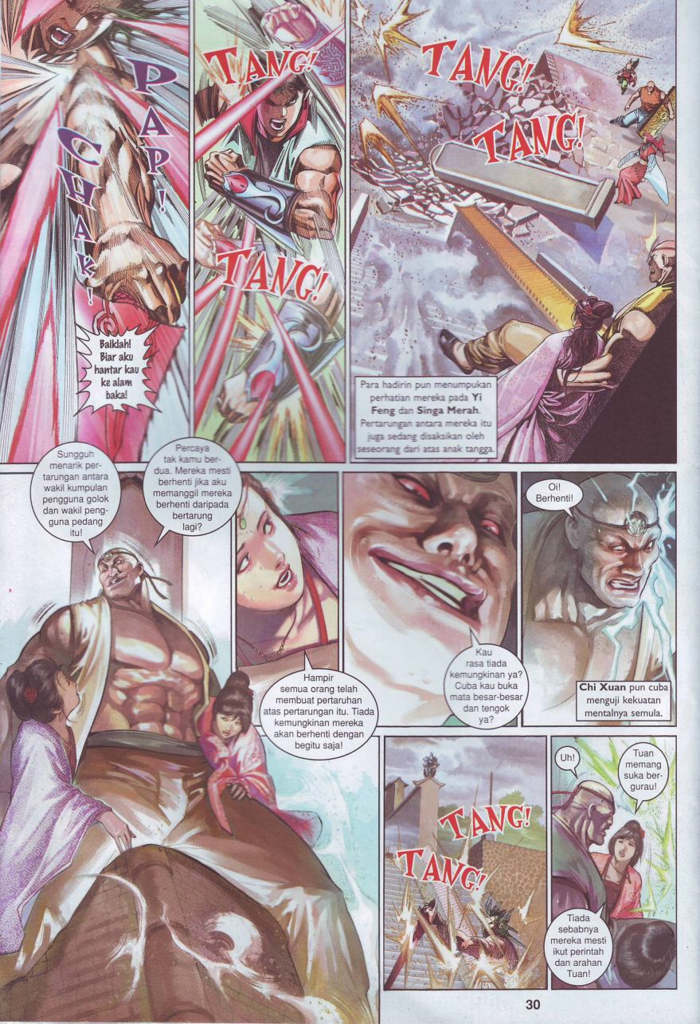 PAP!
CHAK!
Baiklah!
Biar aku
hantar kau
ke alam
baka!
TANG!
TANG!
TANG!
TANG!
Para hadirin pun menumpukan
perhatian mereka pada Yi
Feng dan Singa Merah.
Pertarungan antara mereka itu
juga sedang disaksikan oleh
seseorang dari atas anak tangga.
Sungguh
menarik per-
tarungan antara
wakil kumpulan
pengguna golok
dan wakil peng-
guna pedang
itu!
Percaya
tak kamu ber-
dua. Mereka mesti
berhenti jika aku
memanggil mereka
berhenti daripada
bertarung
lagi?
Hampir
semua orang telah
membuat pertaruhan
atas pertarungan itu. Tiada
kemungkinan mereka
akan berhenti dengan
begitu saja!
Kau
rasa tiada
kemungkinan ya?
Cuba kau buka
mata besar-besar
dan tengok
ya?
Oi!
Berhenti!
Chi Xuan pun cuba
menguji kekuatan
mentalnya semula.
TANG!
TANG!
Uh!
Tuan
memang
suka ber-
gurau!
Tiada
sebabnya
mereka mesti
ikut perintah
dan arahan
Tuan!
30